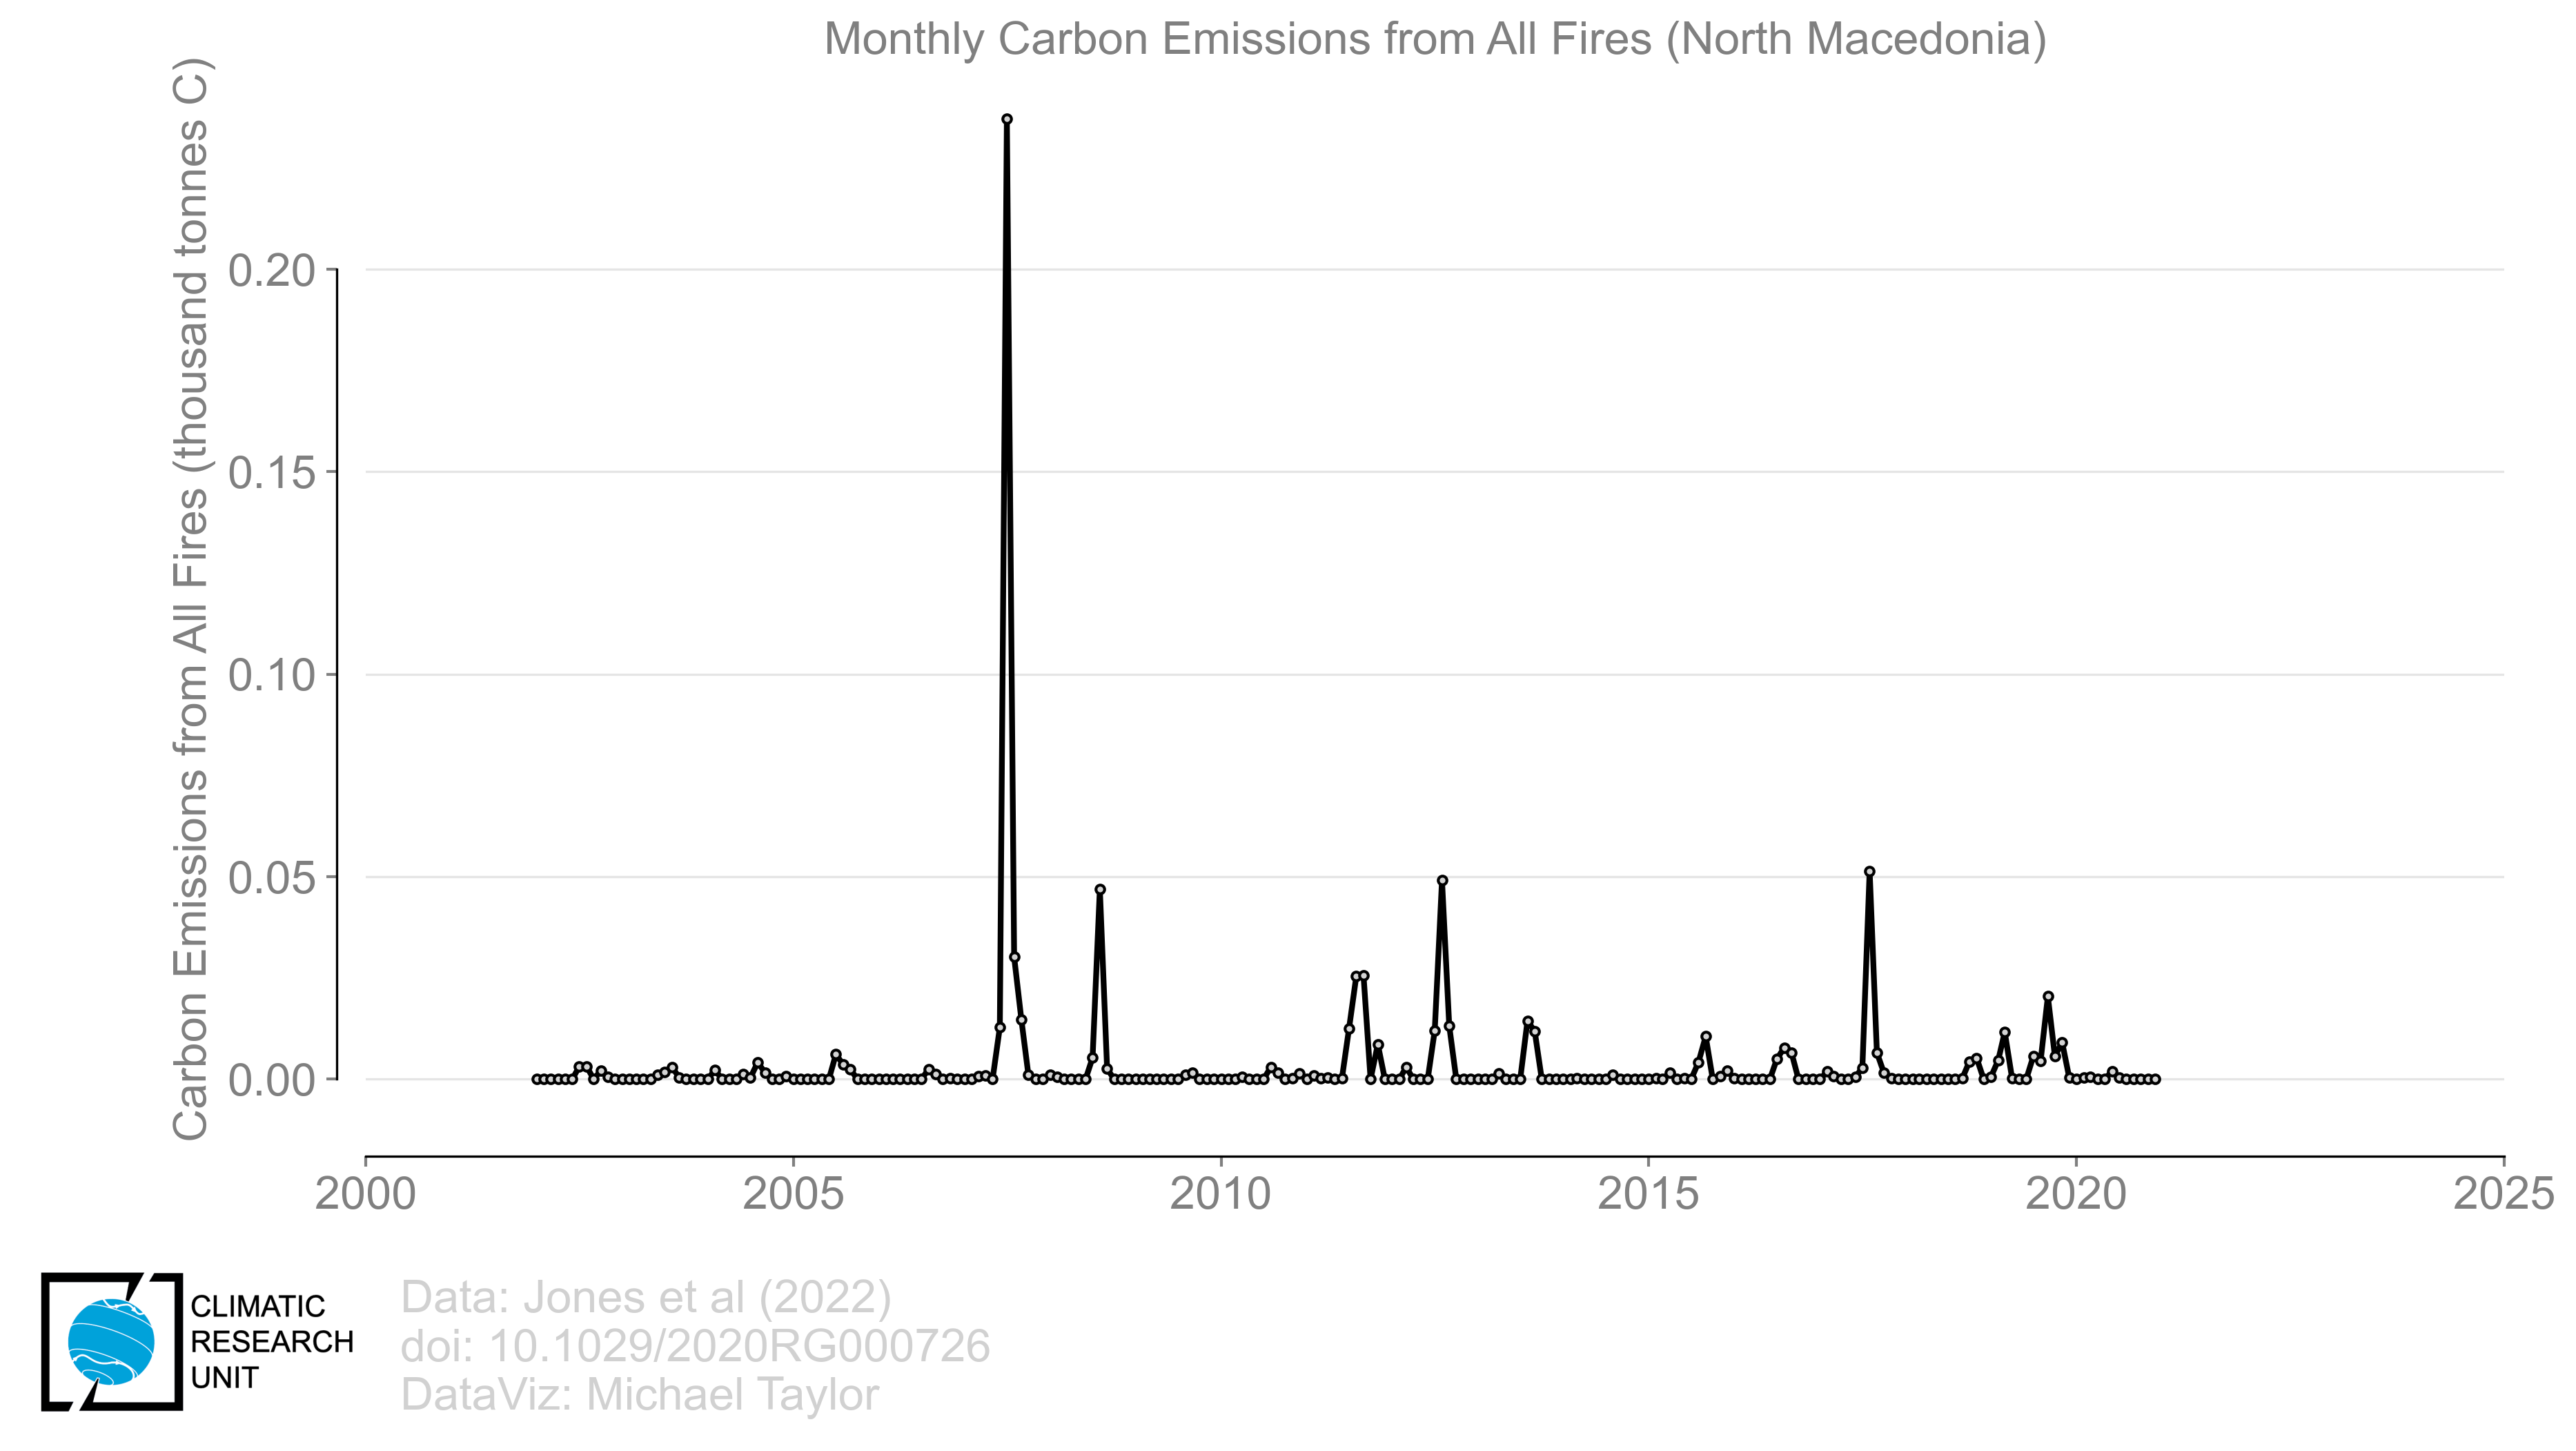 Monthly Carbon Emissions from All Fires (North Macedonia)
Carbon Emissions from All Fires (thousand tonnes C)
0.20
0.15
0.10
0.05
0.00
2000 2005 2010 2015 2020 2025
CLIMATIC
RESEARCH
UNIT
Data: Jones et al (2022)
doi: 10.1029/2020RG000726
DataViz: Michael Taylor